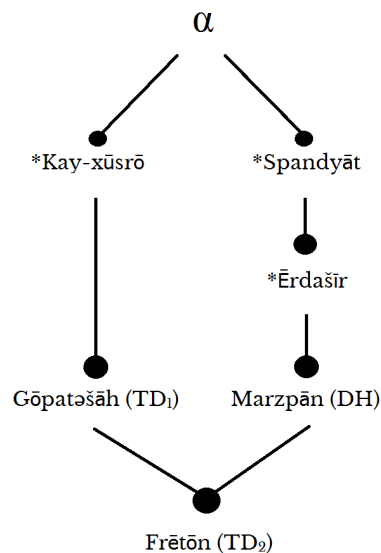 α
*Kay-xūsrō *Spandyāt
*Ērdašīr
Gōpatəšāh (TD₁) Marzpān (DH)
Frētōn (TD₂)